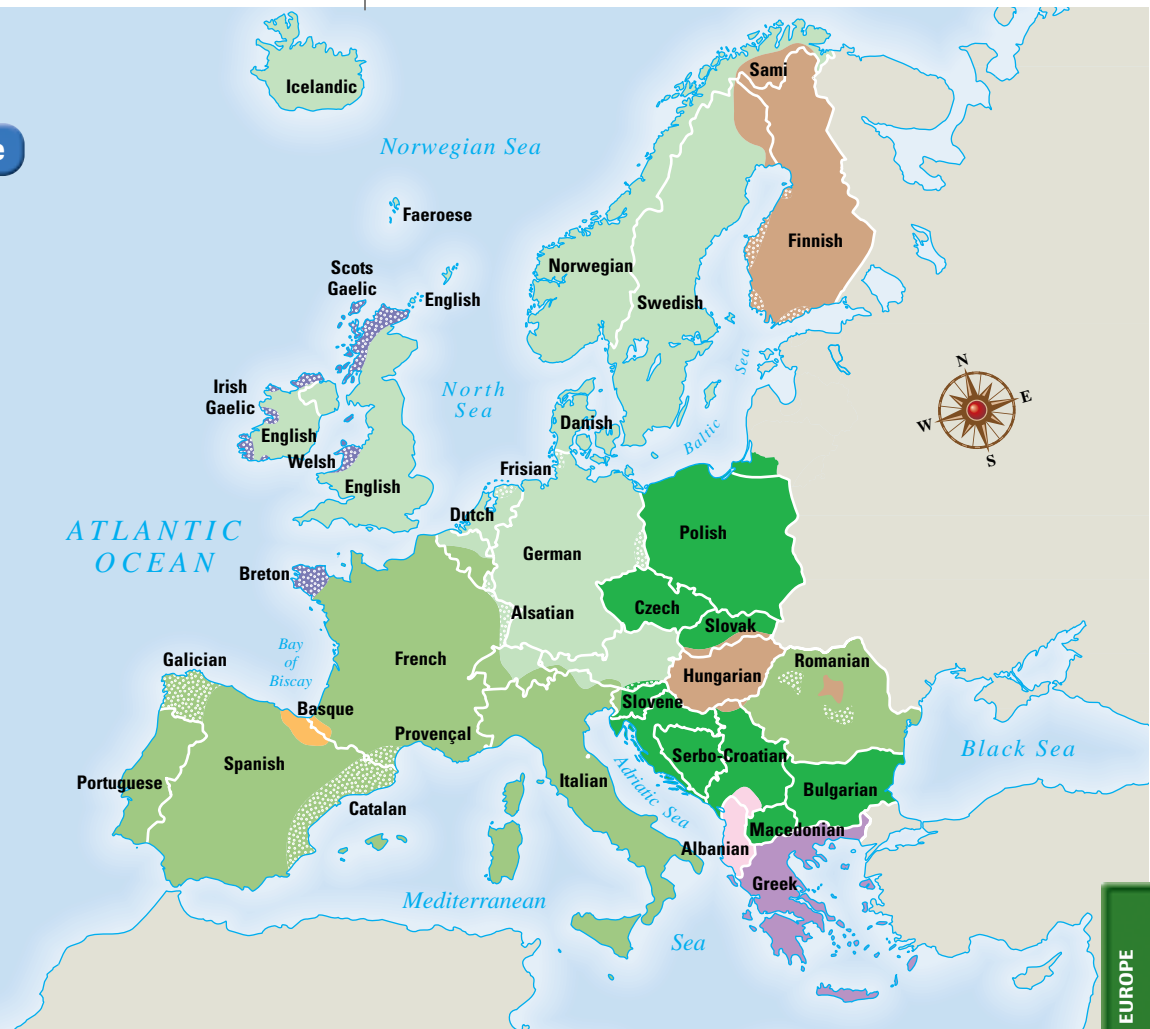 Icelandic
Sami
e
Norwegian Sea
Faeroese
Finnish
Scots
Gaelic
Norwegian
English
Swedish
Sea
N
E
W
S
North
Sea
Irish
Gaelic
English
Danish
Baltic
Welsh
Frisian
English
Dutch
ATLANTIC
OCEAN
Polish
German
Breton
Czech
Alsatian
Slovak
Bay
of
Biscay
Galician
French
Romanian
Hungarian
Slovene
Basque
Provençal
Black Sea
Serbo-Croatian
Spanish
Portuguese
Italian
Adriatic Sea
Bulgarian
Catalan
Macedonian
Albanian
Greek
Mediterranean
Sea
EUROPE